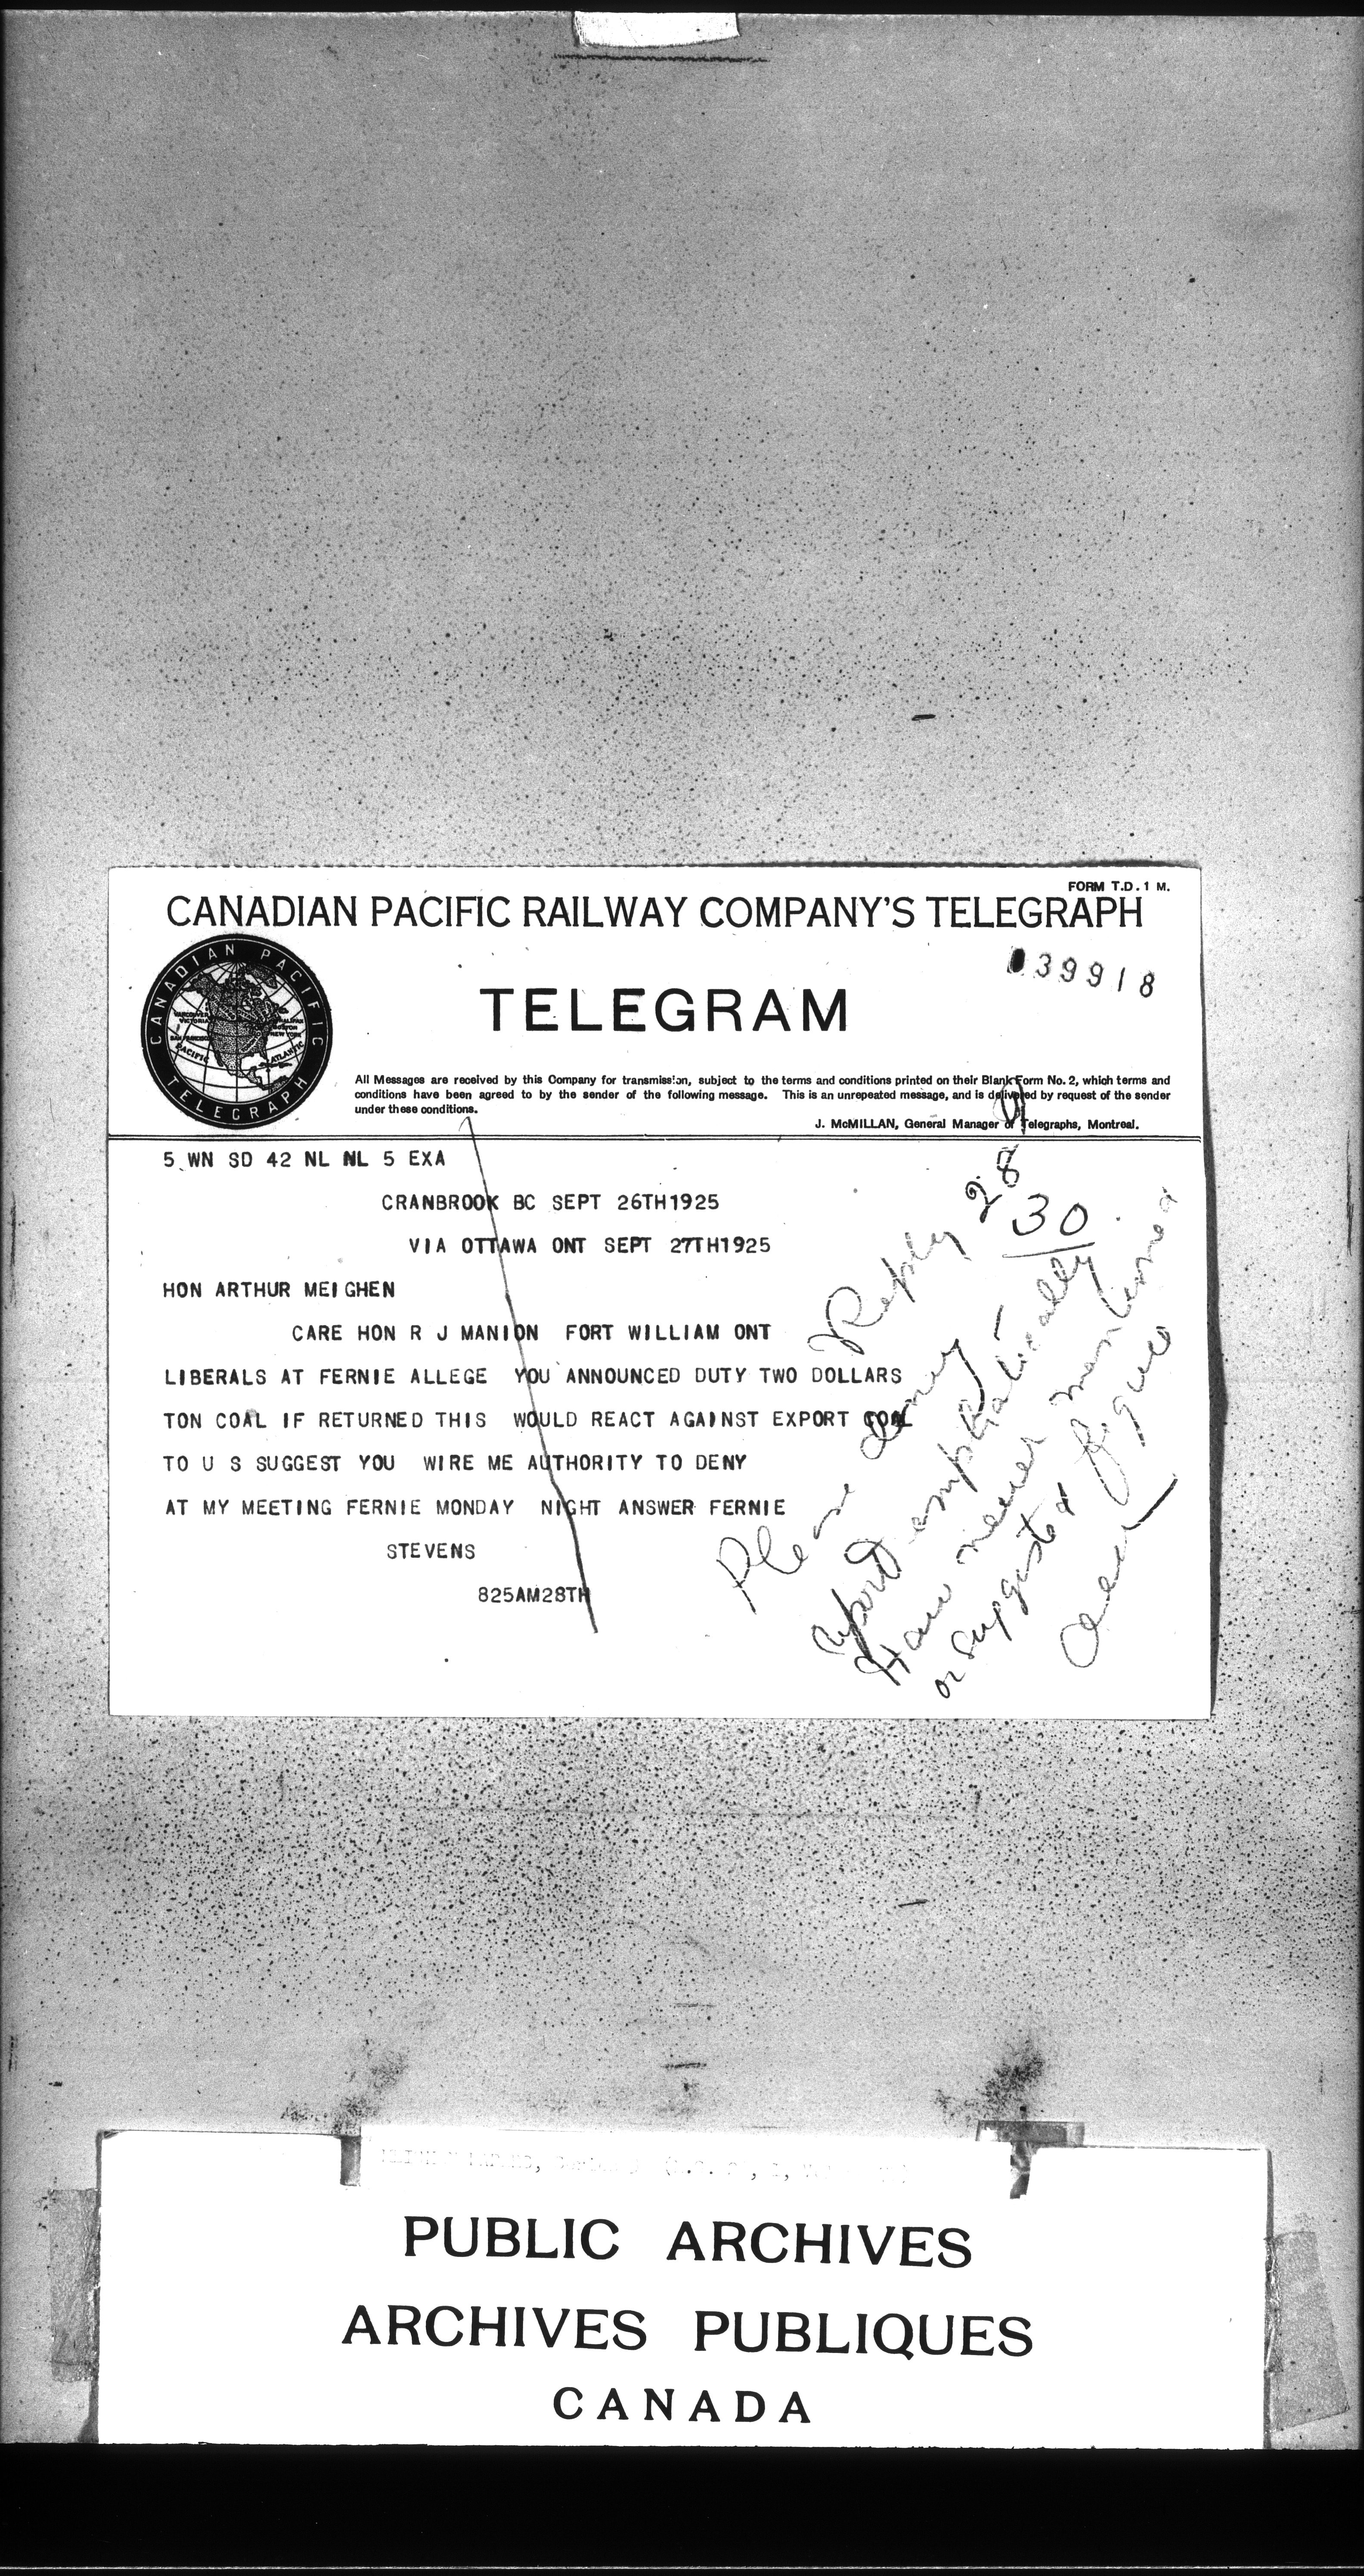 FORM T.D. 1 M.
CANADIAN PACIFIC RAILWAY COMPANY'S TELEGRAPH
39918
CANADIAN PACIFIC
TELEGRAPH
TELEGRAM
All Messages are received by this Company for transmission, subject to the terms and conditions printed on their Blank Form No. 2, which terms and
conditions have been agreed to by the sender of the following message. This is an unrepeated message, and is delivered by request of the sender
under these conditions.
J. McMILLAN, General Manager of Telegraphs, Montreal.
5 WN SD 42 NL NL 5 EXA
CRANBROOK BC SEPT 26TH1925
VIA OTTAWA ONT SEPT 27TH1925
HON ARTHUR MEIGHEN
CARE HON R J MANION FORT WILLIAM ONT
LIBERALS AT FERNIE ALLEGE YOU ANNOUNCED DUTY TWO DOLLARS
TON COAL IF RETURNED THIS WOULD REACT AGAINST EXPORT COAL
TO U S SUGGEST YOU WIRE ME AUTHORITY TO DENY
AT MY MEETING FERNIE MONDAY NIGHT ANSWER FERNIE
STEVENS
825AM28TH
Reply 28
30
Please deny
report emphatically
Have never mentioned
or suggested figures
PUBLIC ARCHIVES
ARCHIVES PUBLIQUES
CANADA